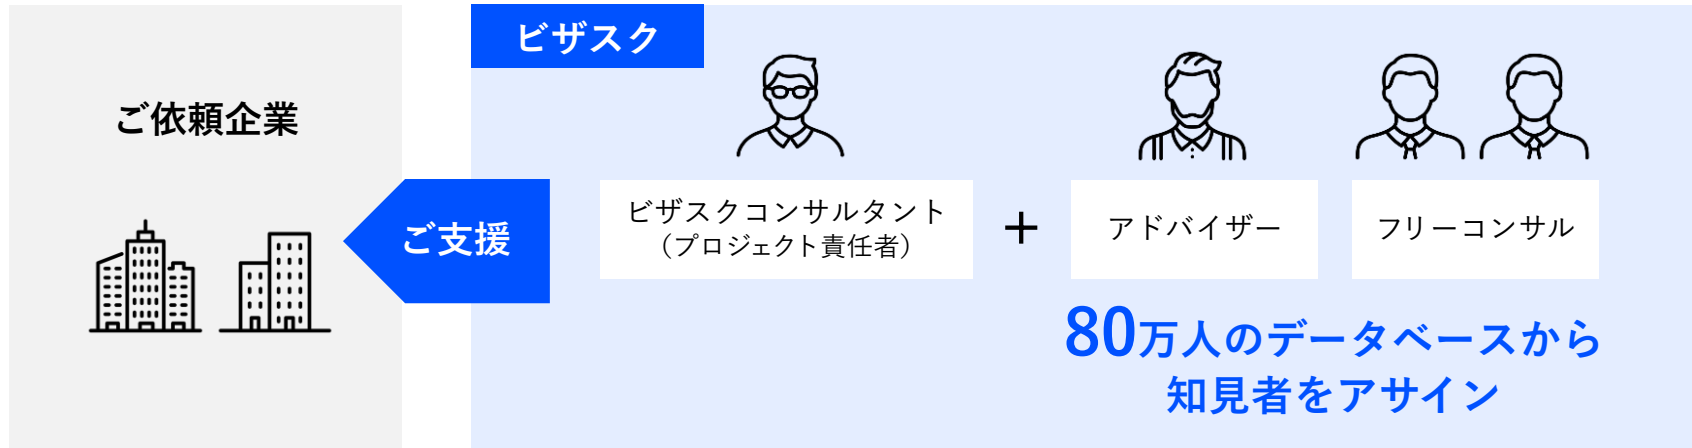 ビザスク
ご依頼企業
ご支援
ビザスクコンサルタント
（プロジェクト責任者）
+
アドバイザー
フリーコンサル
80万人のデータベースから
知見者をアサイン